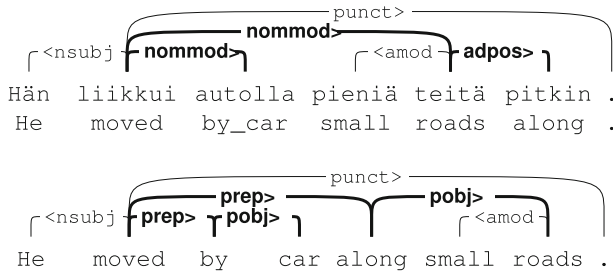 punct>
nommod>
<nsubj nommod> <amod adpos>
Hän liikkui autolla pieniä teitä pitkin .
He moved by_car small roads along .
punct>
prep> pobj>
<nsubj prep> pobj> <amod
He moved by car along small roads .